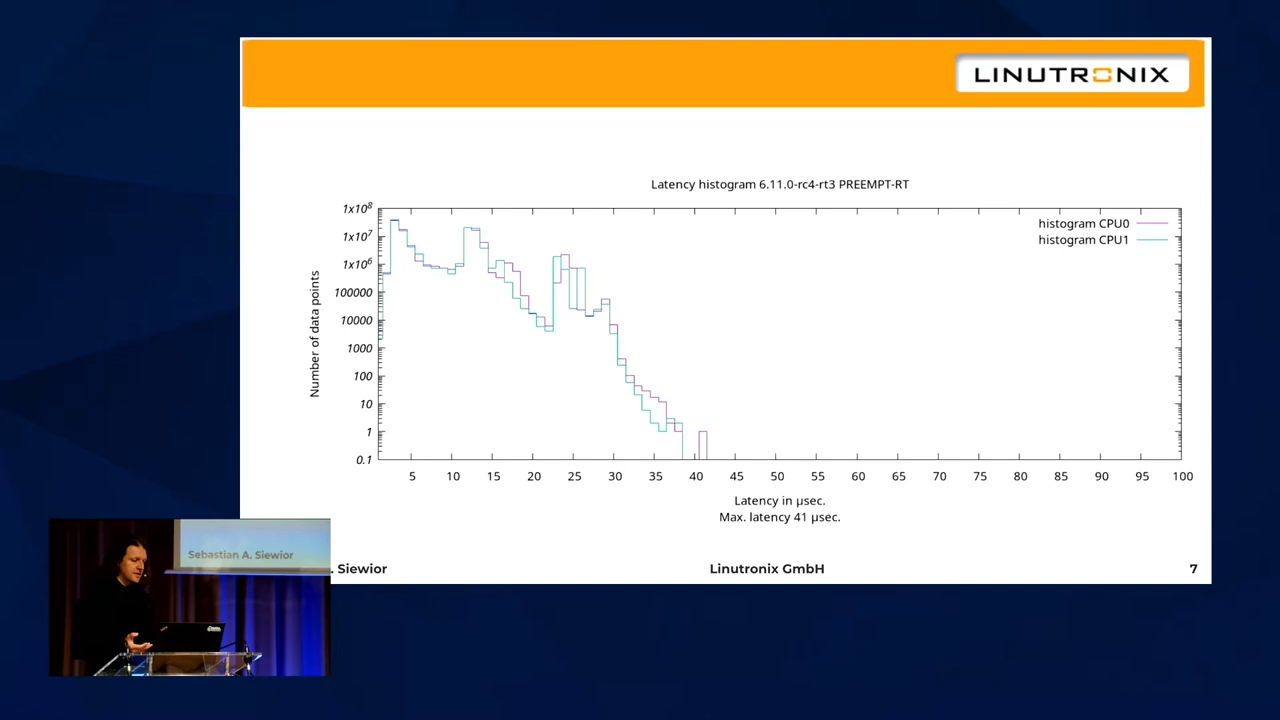 LINUTRONIX
Latency histogram 6.11.0-rc4-rt3 PREEMPT-RT
1x10⁸
1x10⁷
1x10⁶
100000
10000
1000
100
10
1
0.1
Number of data points
histogram CPU0
histogram CPU1
5 10 15 20 25 30 35 40 45 50 55 60 65 70 75 80 85 90 95 100
Latency in µsec.
Max. latency 41 µsec.
Sebastian A. Siewior
. Siewior Linutronix GmbH 7